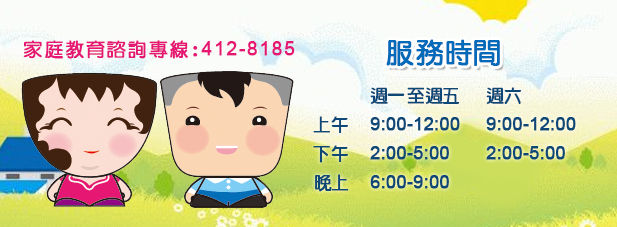 家庭教育諮詢專線:412-8185
服務時間
週一至週五 週六
上午 9:00-12:00 9:00-12:00
下午 2:00-5:00 2:00-5:00
晚上 6:00-9:00